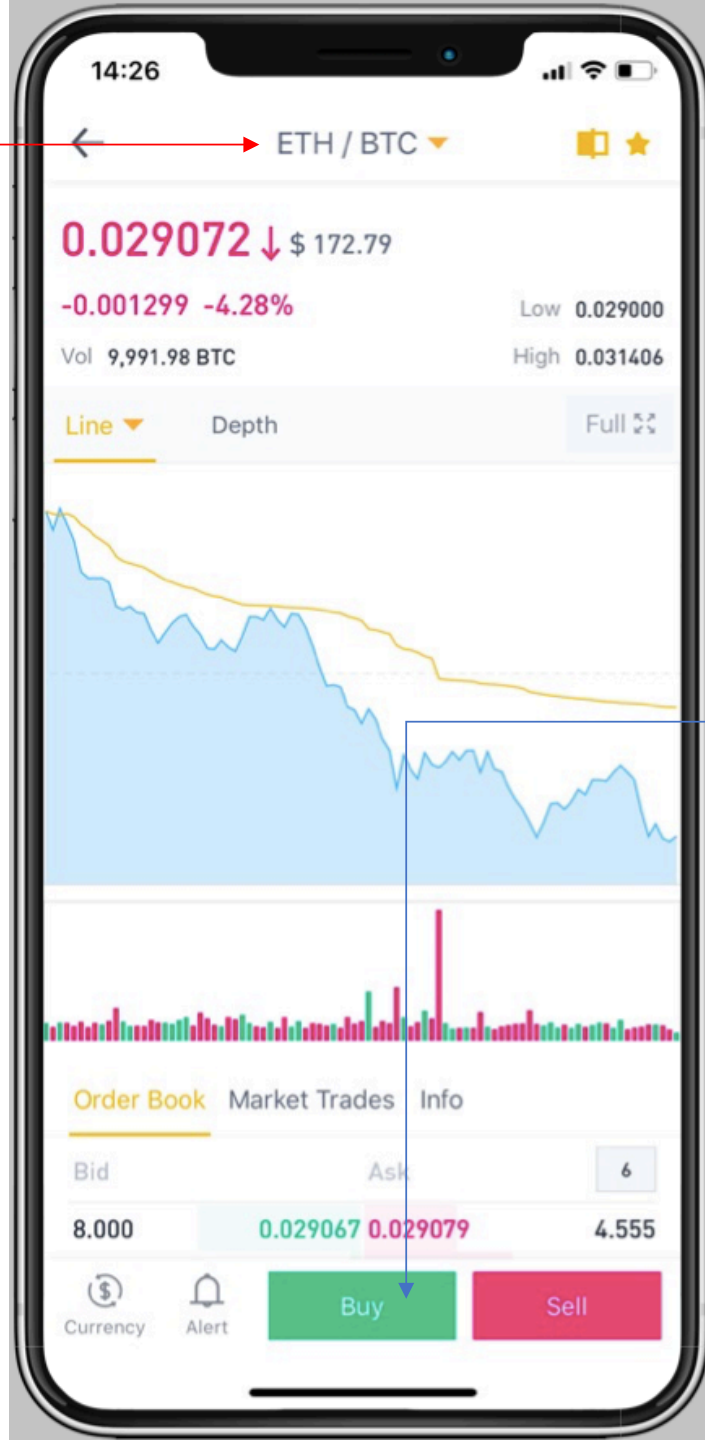 14:26
ETH / BTC
0.029072 ↓ $ 172.79
-0.001299 -4.28%
Low 0.029000
Vol 9,991.98 BTC
High 0.031406
Line Depth Full
Order Book Market Trades Info
Bid Ask 6
8.000 0.029067 0.029079 4.555
Currency Alert Buy Sell